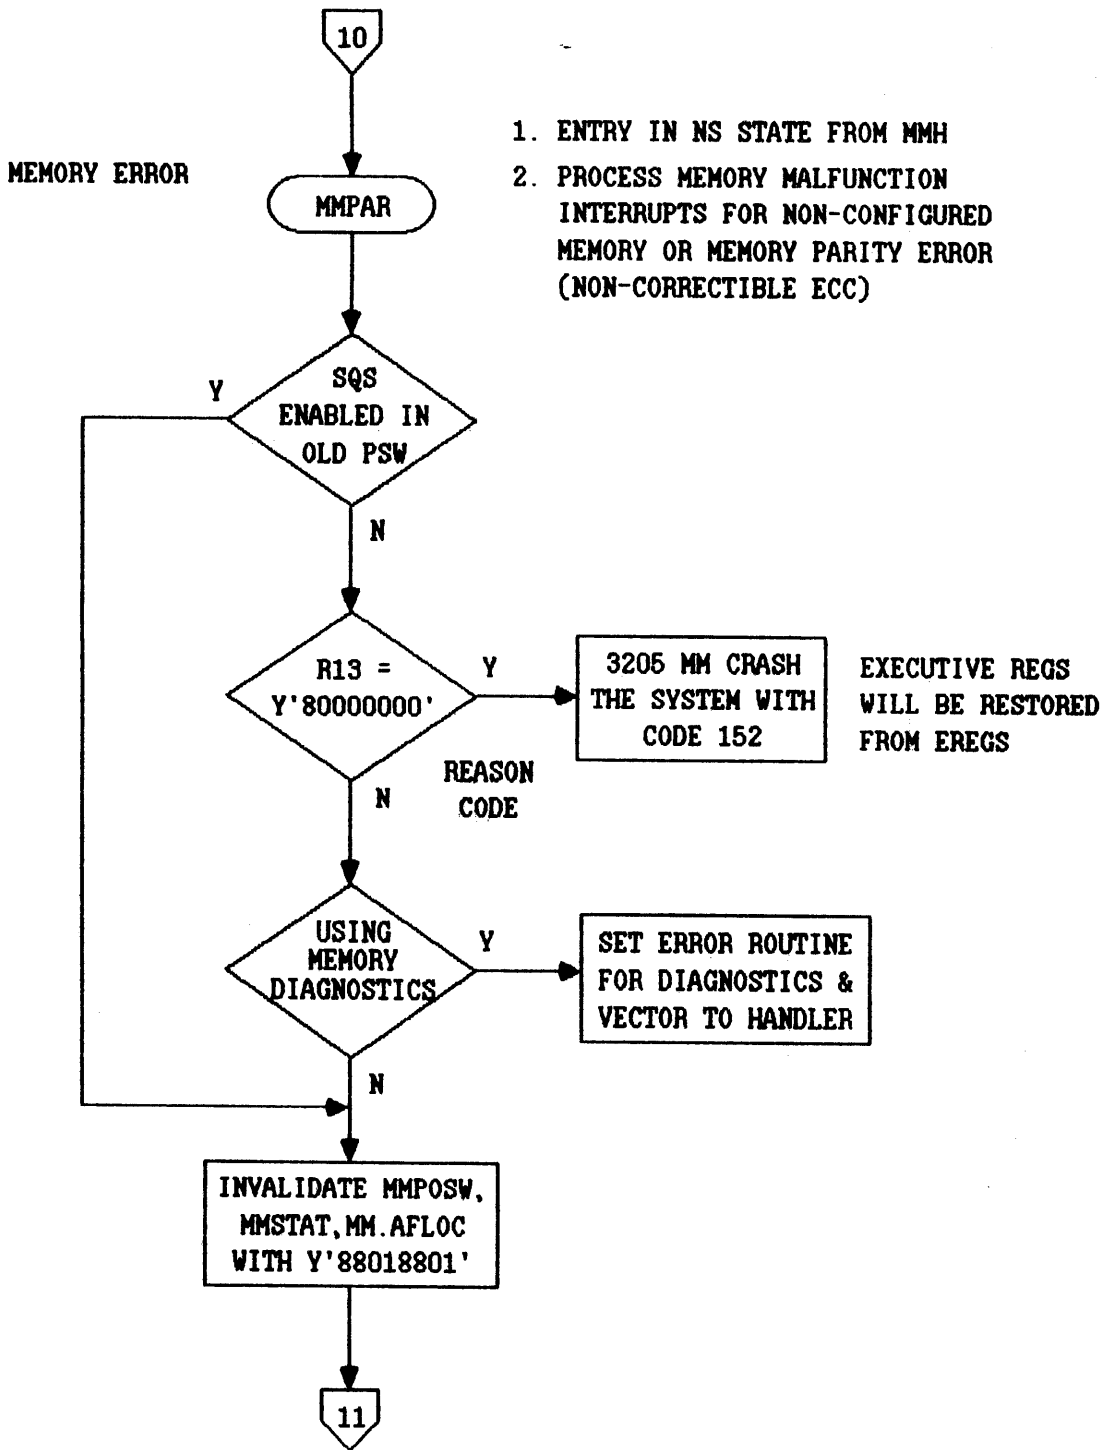 10
1. ENTRY IN NS STATE FROM MMH
2. PROCESS MEMORY MALFUNCTION
INTERRUPTS FOR NON-CONFIGURED
MEMORY OR MEMORY PARITY ERROR
(NON-CORRECTIBLE ECC)
MEMORY ERROR
MMPAR
Y
SQS
ENABLED IN
OLD PSW
N
R13 =
Y'80000000'
Y
3205 MM CRASH
THE SYSTEM WITH
CODE 152
EXECUTIVE REGS
WILL BE RESTORED
FROM EREGS
REASON
CODE
N
USING
MEMORY
DIAGNOSTICS
Y
SET ERROR ROUTINE
FOR DIAGNOSTICS &
VECTOR TO HANDLER
N
INVALIDATE MMPOSW,
MMSTAT,MM.AFLOC
WITH Y'88018801'
11